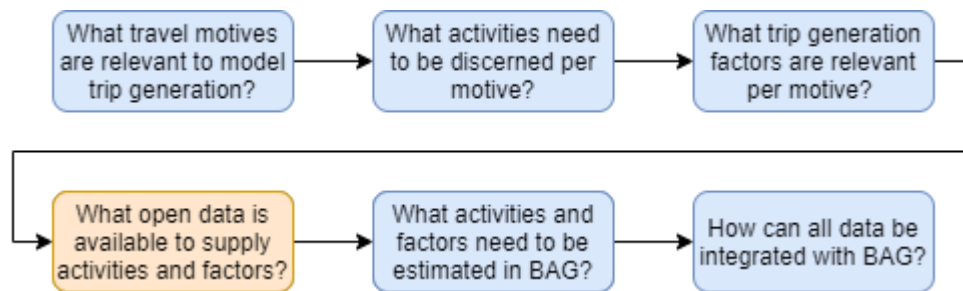 What travel motives
are relevant to model
trip generation?
What activities need
to be discerned per
motive?
What trip generation
factors are relevant
per motive?
What open data is
available to supply
activities and factors?
What activities and
factors need to be
estimated in BAG?
How can all data be
integrated with BAG?